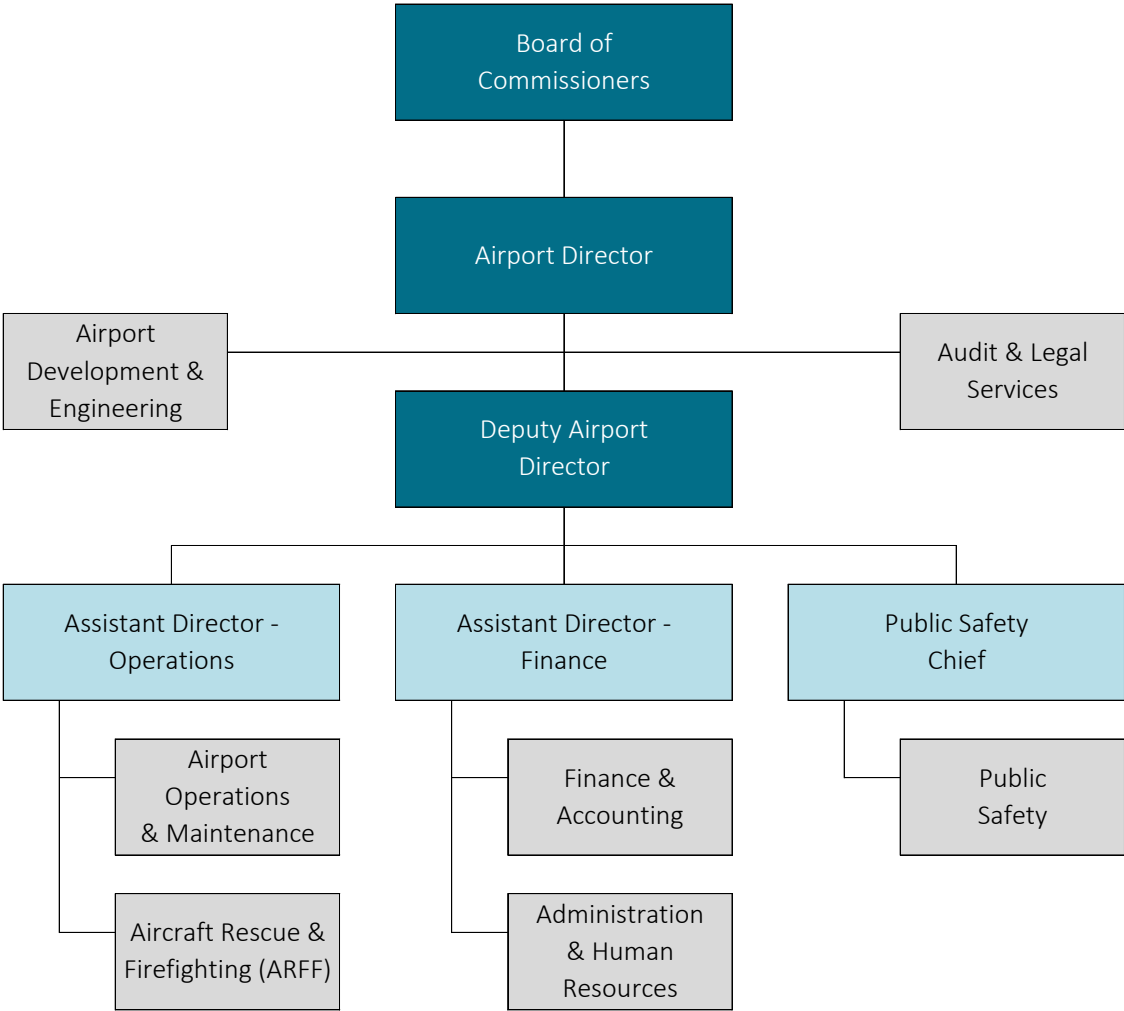 Board of
Commissioners
Airport Director
Airport
Development &
Engineering
Audit & Legal
Services
Deputy Airport
Director
Assistant Director -
Operations
Assistant Director -
Finance
Public Safety
Chief
Airport
Operations
& Maintenance
Finance &
Accounting
Public
Safety
Aircraft Rescue &
Firefighting (ARFF)
Administration
& Human
Resources